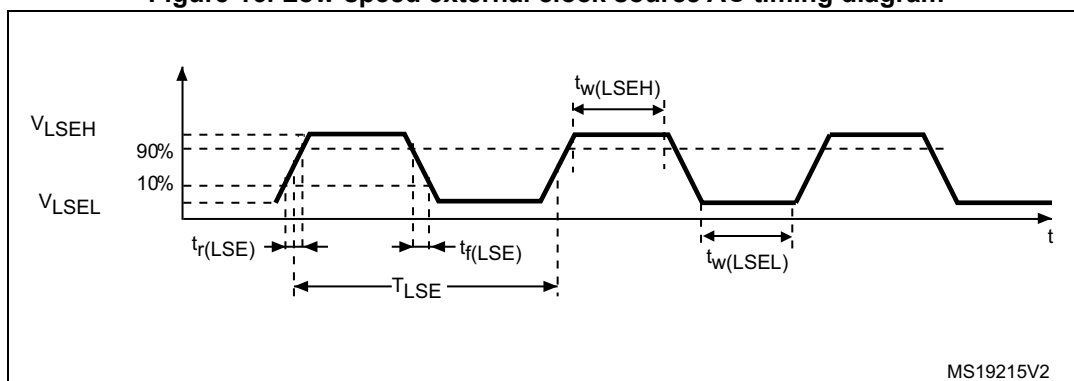 Figure 16. Low-speed external clock source AC timing diagram
tw(LSEH)
VLSEH
90%
10%
VLSEL
tr(LSE)
tf(LSE)
TLSE
tw(LSEL)
t
MS19215V2